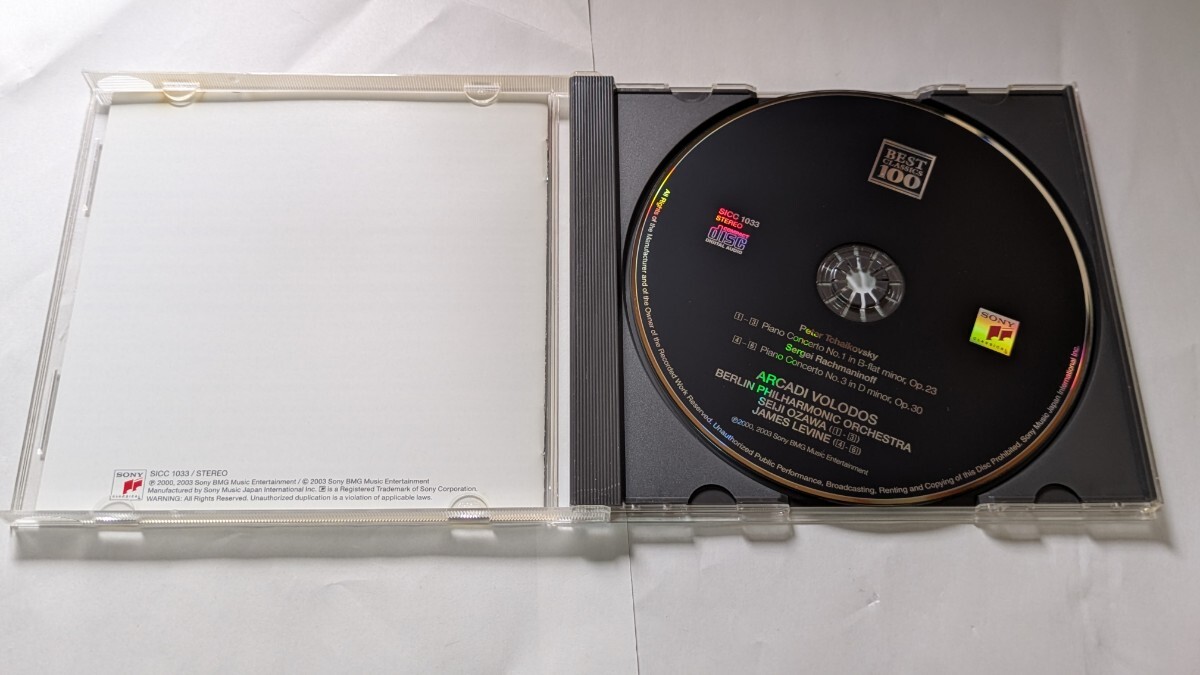 SONY
CLASSICAL
SICC 1033 / STEREO
℗ 2000, 2003 Sony BMG Music Entertainment / © 2003 Sony BMG Music Entertainment
Manufactured by Sony Music Japan International Inc. is a Registered Trademark of Sony Corporation.
WARNING: All Rights Reserved. Unauthorized duplication is a violation of applicable laws.
BEST
CLASSICS
100
SICC 1033
STEREO
COMPACT
disc
DIGITAL AUDIO
SONY
CLASSICAL
Peter Tchaikovsky
1 - 3 Piano Concerto No.1 in B-flat minor, Op.23
Sergei Rachmaninoff
4 - 6 Piano Concerto No.3 in D minor, Op.30
ARCADI VOLODOS
BERLIN PHILHARMONIC ORCHESTRA
SEIJI OZAWA (1 - 3)
JAMES LEVINE (4 - 6)
℗2000, 2003 Sony BMG Music Entertainment
All Rights of the Manufacturer and of the Owner of the Recorded Work Reserved. Unauthorized Public Performance, Broadcasting, Renting and Copying of this Disc Prohibited. Sony Music Japan International Inc.